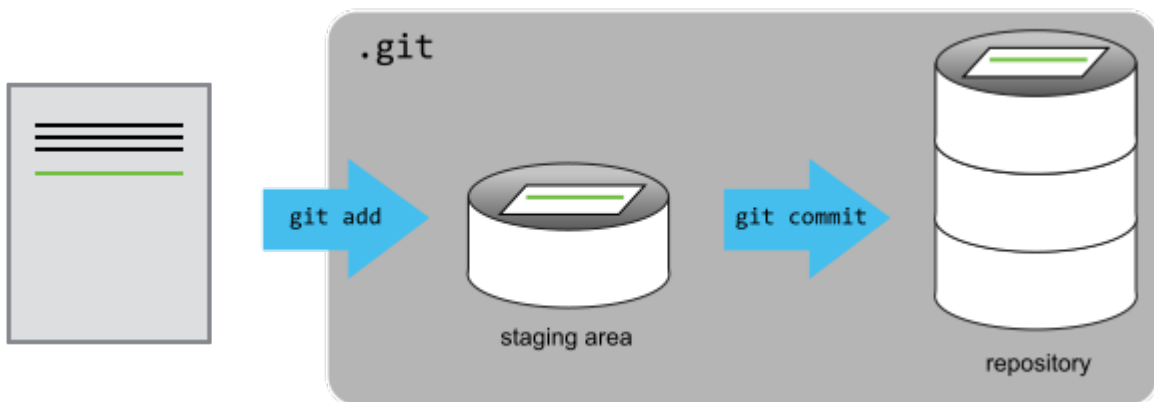 .git
git add
git commit
staging area
repository